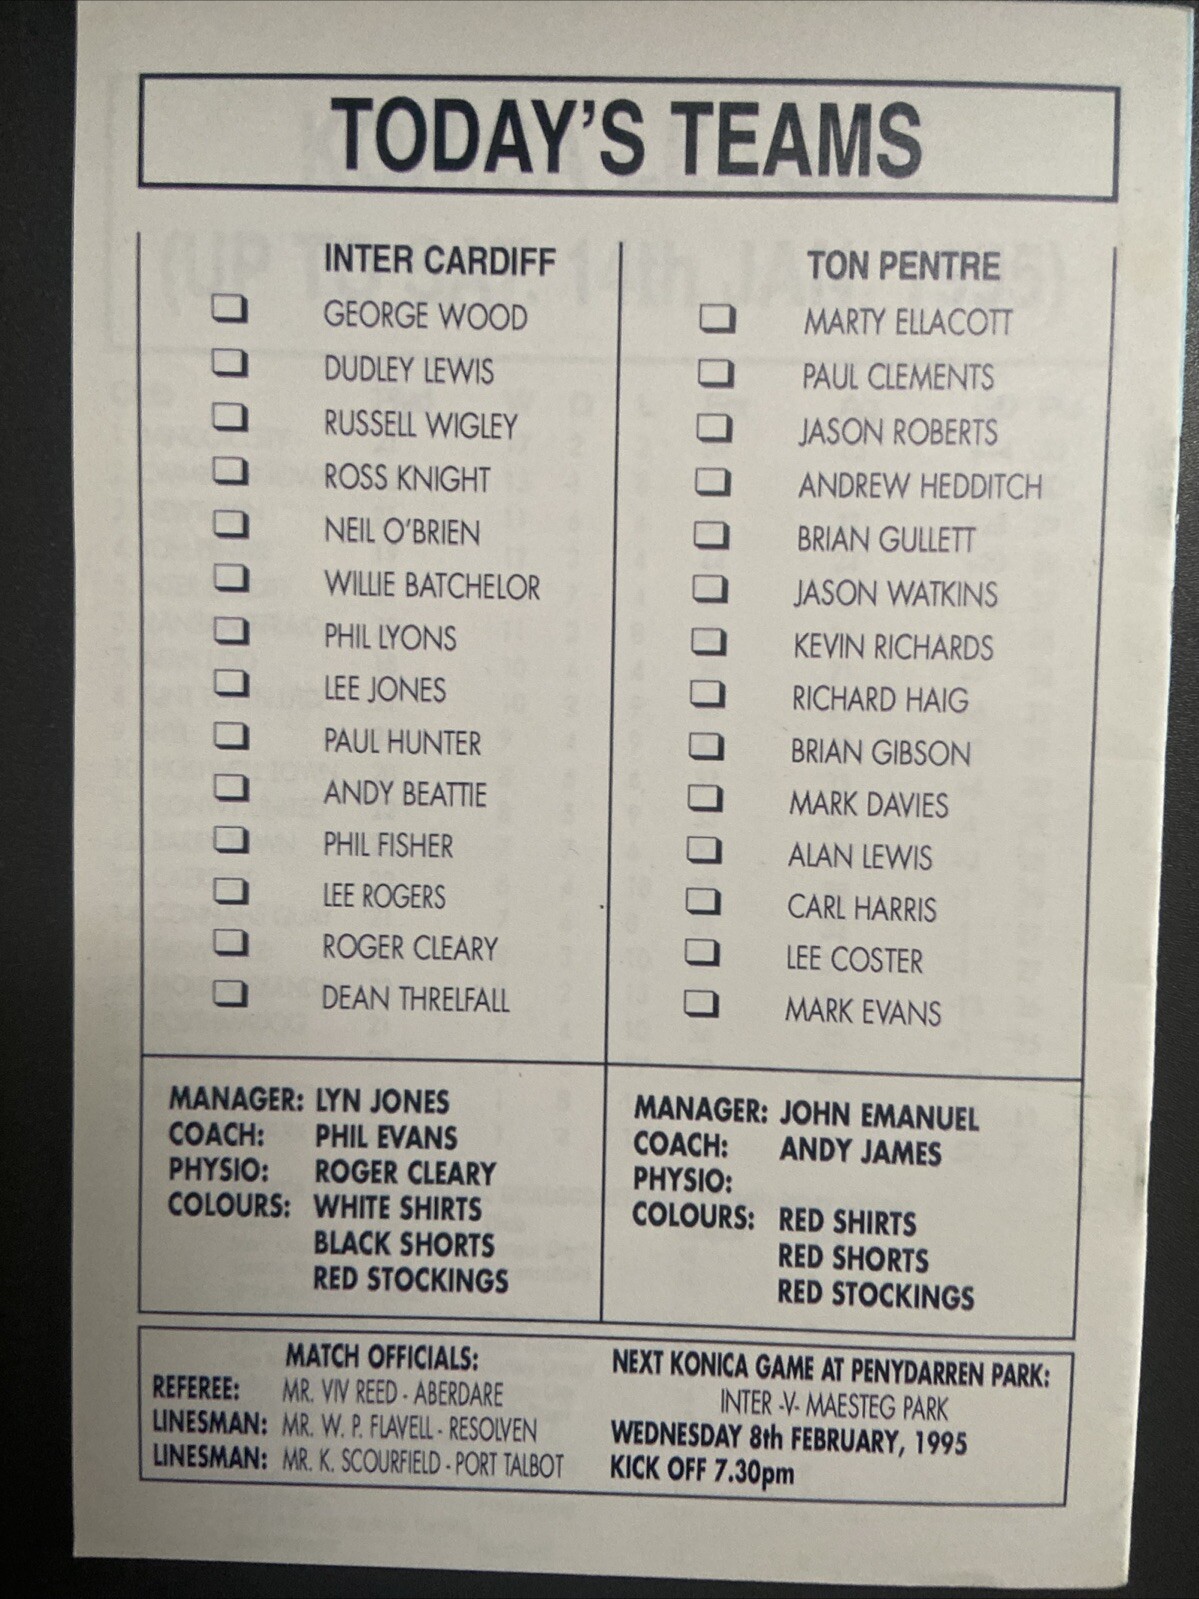 TODAY'S TEAMS
INTER CARDIFF
GEORGE WOOD
DUDLEY LEWIS
RUSSELL WIGLEY
ROSS KNIGHT
NEIL O'BRIEN
WILLIE BATCHELOR
PHIL LYONS
LEE JONES
PAUL HUNTER
ANDY BEATTIE
PHIL FISHER
LEE ROGERS
ROGER CLEARY
DEAN THRELFALL
TON PENTRE
MARTY ELLACOTT
PAUL CLEMENTS
JASON ROBERTS
ANDREW HEDDITCH
BRIAN GULLETT
JASON WATKINS
KEVIN RICHARDS
RICHARD HAIG
BRIAN GIBSON
MARK DAVIES
ALAN LEWIS
CARL HARRIS
LEE COSTER
MARK EVANS
MANAGER: LYN JONES
COACH: PHIL EVANS
PHYSIO: ROGER CLEARY
COLOURS: WHITE SHIRTS
BLACK SHORTS
RED STOCKINGS
MANAGER: JOHN EMANUEL
COACH: ANDY JAMES
PHYSIO:
COLOURS: RED SHIRTS
RED SHORTS
RED STOCKINGS
MATCH OFFICIALS:
REFEREE: MR. VIV REED - ABERDARE
LINESMAN: MR. W. P. FLAVELL - RESOLVEN
LINESMAN: MR. K. SCOURFIELD - PORT TALBOT
NEXT KONICA GAME AT PENYDARREN PARK:
INTER -V- MAESTEG PARK
WEDNESDAY 8th FEBRUARY, 1995
KICK OFF 7.30pm